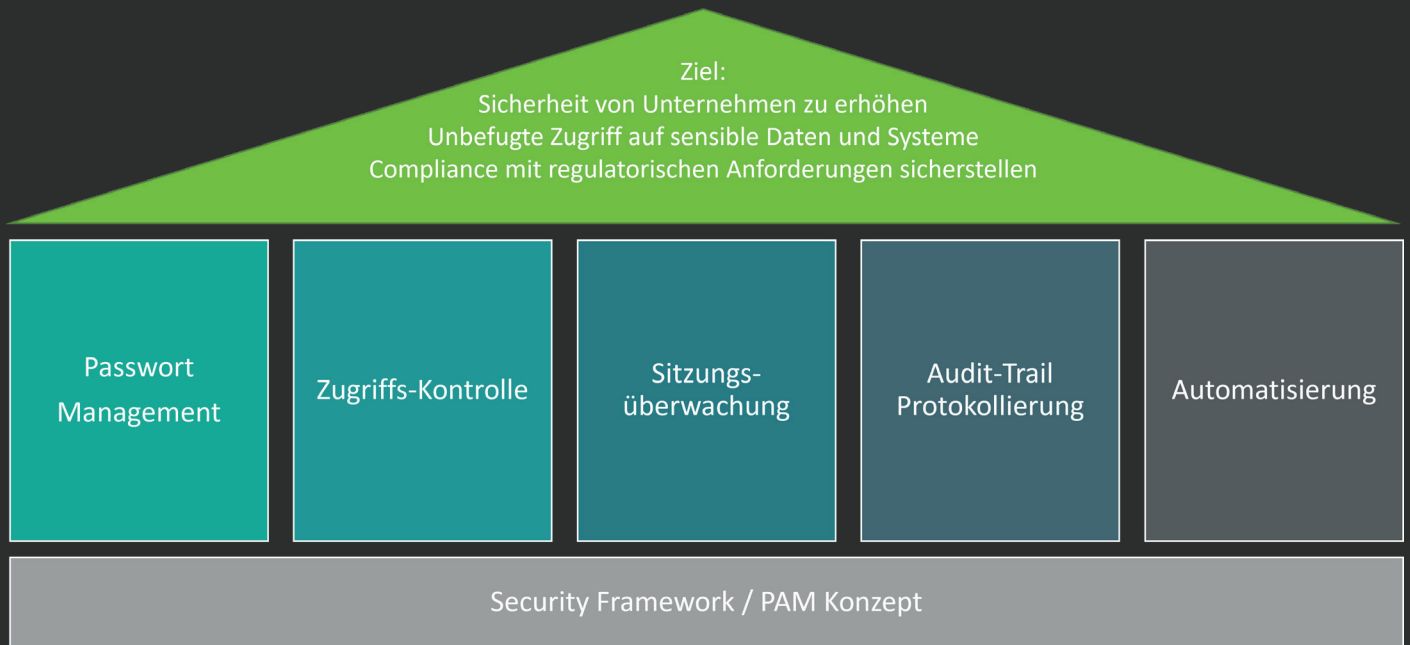 Ziel:
Sicherheit von Unternehmen zu erhöhen
Unbefugte Zugriff auf sensible Daten und Systeme
Compliance mit regulatorischen Anforderungen sicherstellen
Passwort
Management
Zugriffs-Kontrolle
Sitzungs-
überwachung
Audit-Trail
Protokollierung
Automatisierung
Security Framework / PAM Konzept